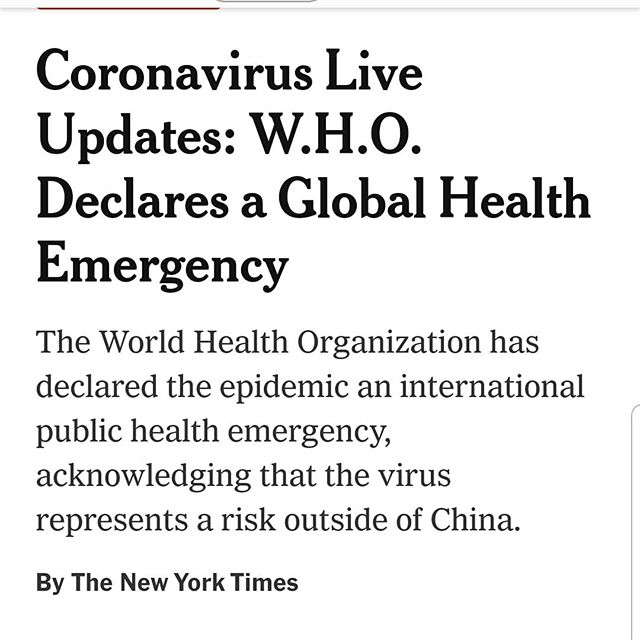 Coronavirus Live
Updates: W.H.O.
Declares a Global Health
Emergency
The World Health Organization has
declared the epidemic an international
public health emergency,
acknowledging that the virus
represents a risk outside of China.
By The New York Times